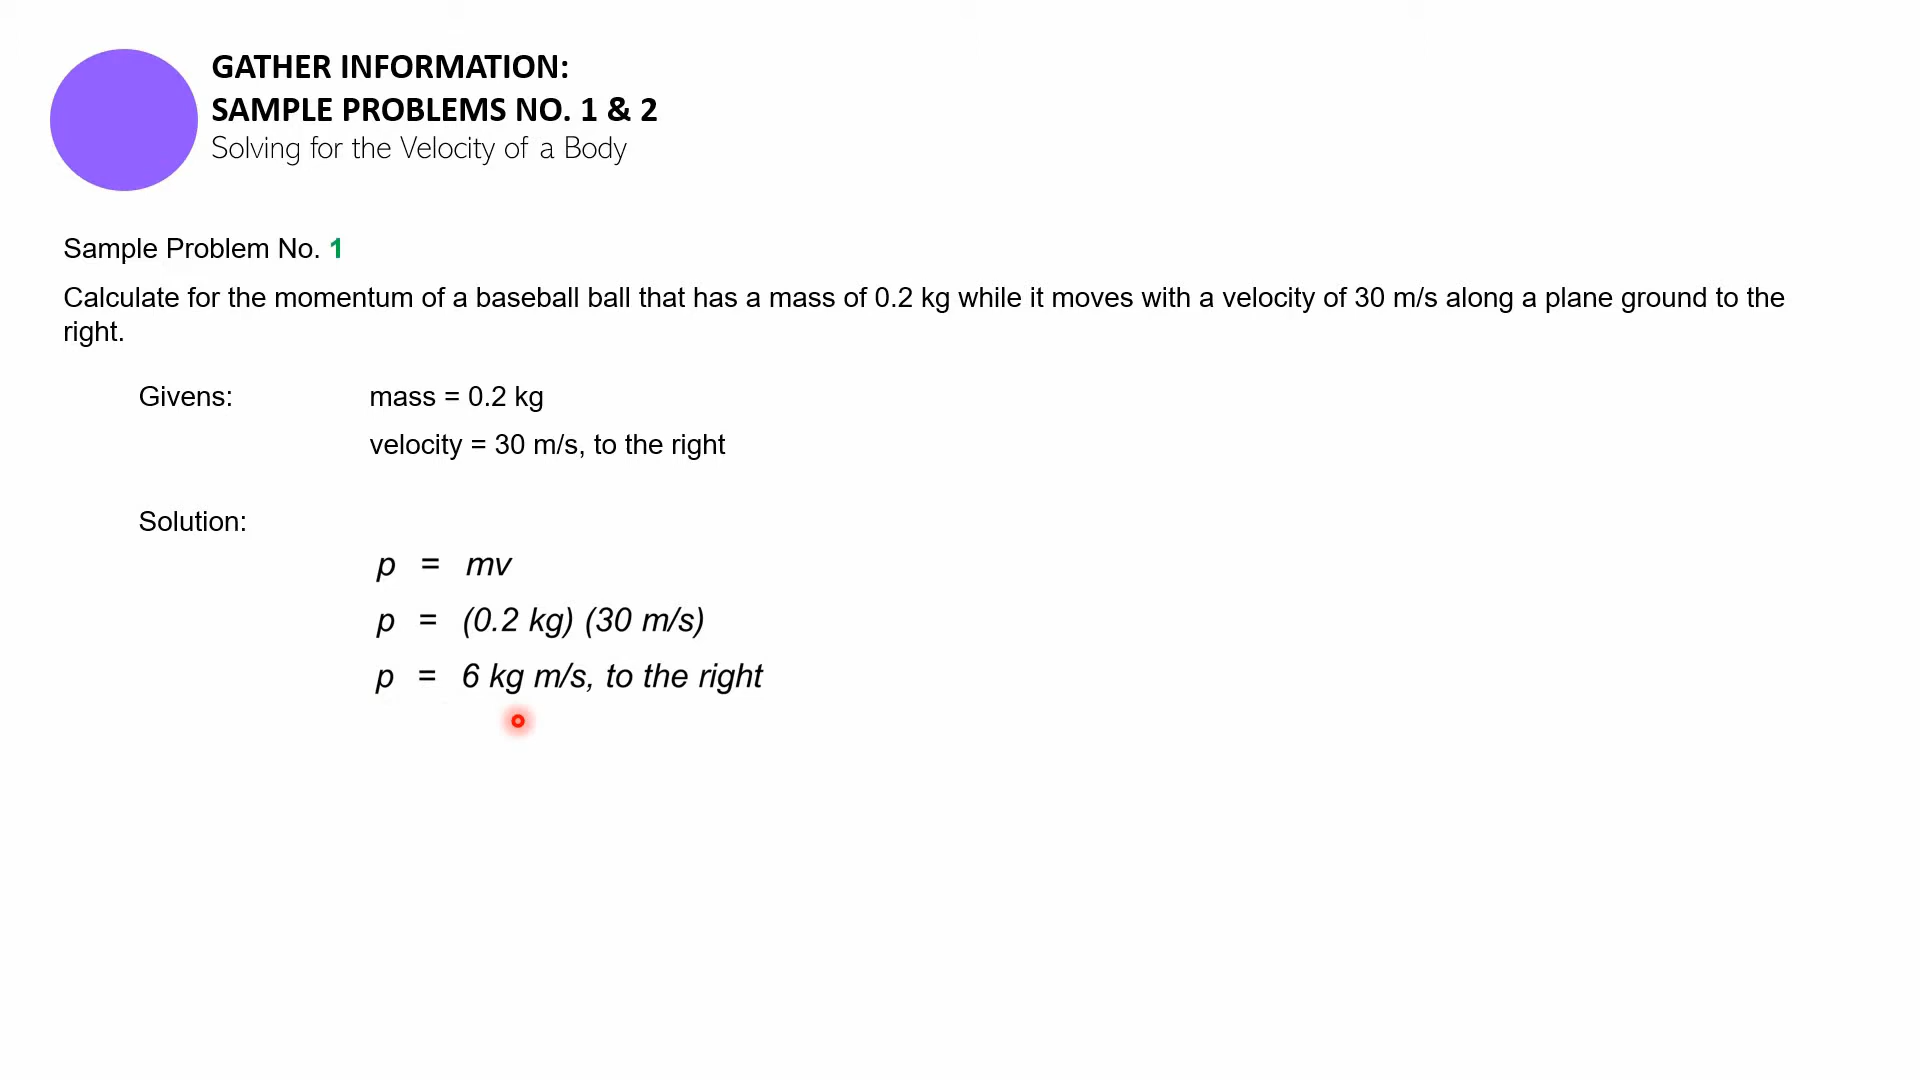 GATHER INFORMATION:
SAMPLE PROBLEMS NO. 1 & 2
Solving for the Velocity of a Body
Sample Problem No. 1
Calculate for the momentum of a baseball ball that has a mass of 0.2 kg while it moves with a velocity of 30 m/s along a plane ground to the
right.
Givens: mass = 0.2 kg
velocity = 30 m/s, to the right
Solution:
p = mv
p = (0.2 kg) (30 m/s)
p = 6 kg m/s, to the right